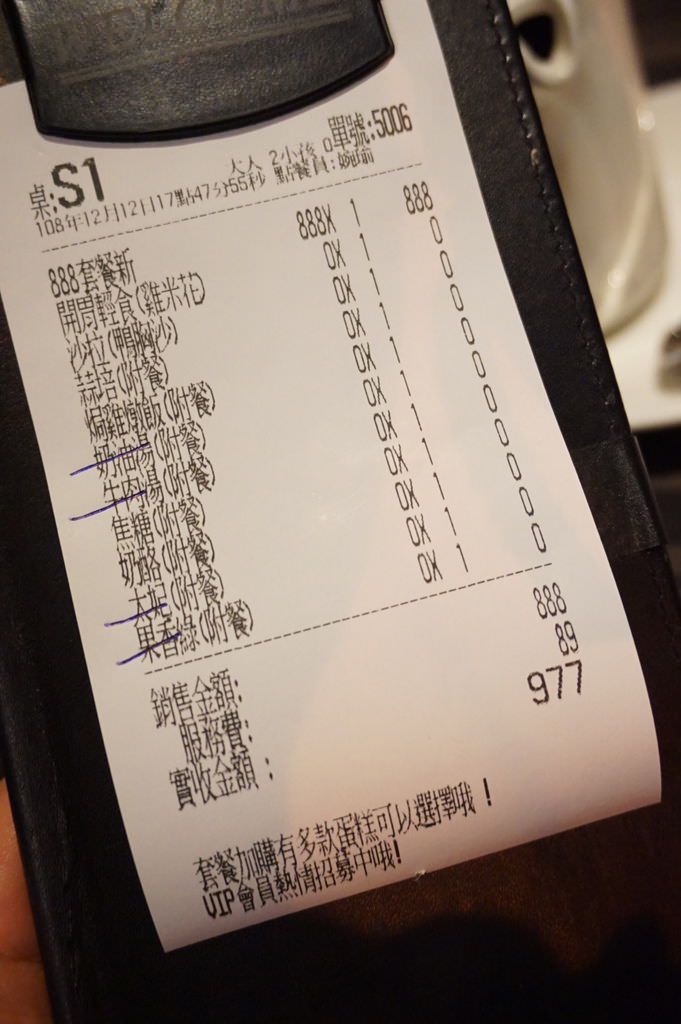 桌:S1
大人 2小孩 0單號:5006
108年12月12日17點47分55秒 點餐員:婉瑜
888套餐新 888X 1 888
開胃輕食(雞米花) 0X 1 0
沙拉(鴨胸沙) 0X 1 0
蒜培(附餐) 0X 1 0
焗雞燉飯(附餐) 0X 1 0
奶油湯(附餐) 0X 1 0
牛肉湯(附餐) 0X 1 0
焦糖(附餐) 0X 1 0
奶酪(附餐) 0X 1 0
太妃(附餐) 0X 1 0
果香綠(附餐) 0X 1 0
銷售金額: 888
服務費: 89
實收金額: 977
套餐加購有多款蛋糕可以選擇哦!
VIP會員熱情招募中哦!